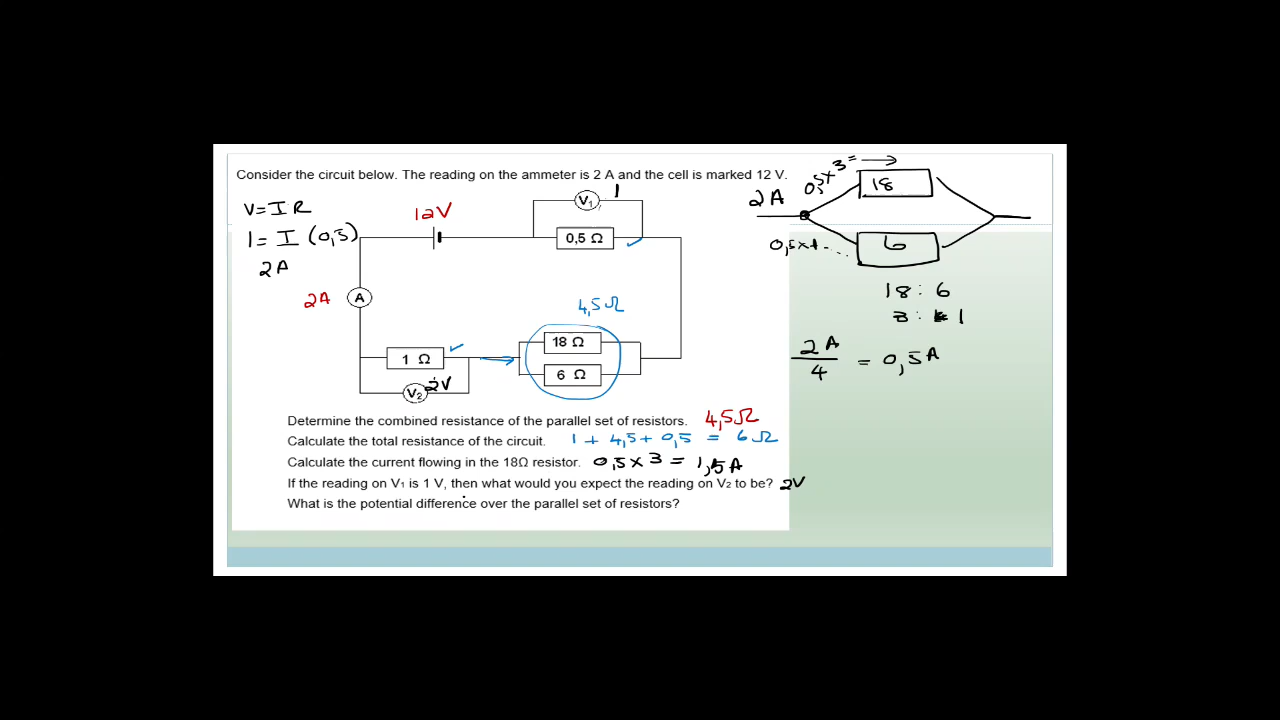 Consider the circuit below. The reading on the ammeter is 2 A and the cell is marked 12 V.
V = I R
1 = I (0,5)
2A
12V
V₁
1
0,5 Ω
2A
A
1 Ω
V₂
2V
4,5Ω
18 Ω
6 Ω
2A
0,5x3 =
18
0,5x1
6
18 : 6
3 : 1
2A
4
= 0,5A
Determine the combined resistance of the parallel set of resistors. 4,5Ω
Calculate the total resistance of the circuit. 1 + 4,5 + 0,5 = 6Ω
Calculate the current flowing in the 18Ω resistor. 0,5 x 3 = 1,5A
If the reading on V₁ is 1 V, then what would you expect the reading on V₂ to be? 2V
What is the potential difference over the parallel set of resistors?